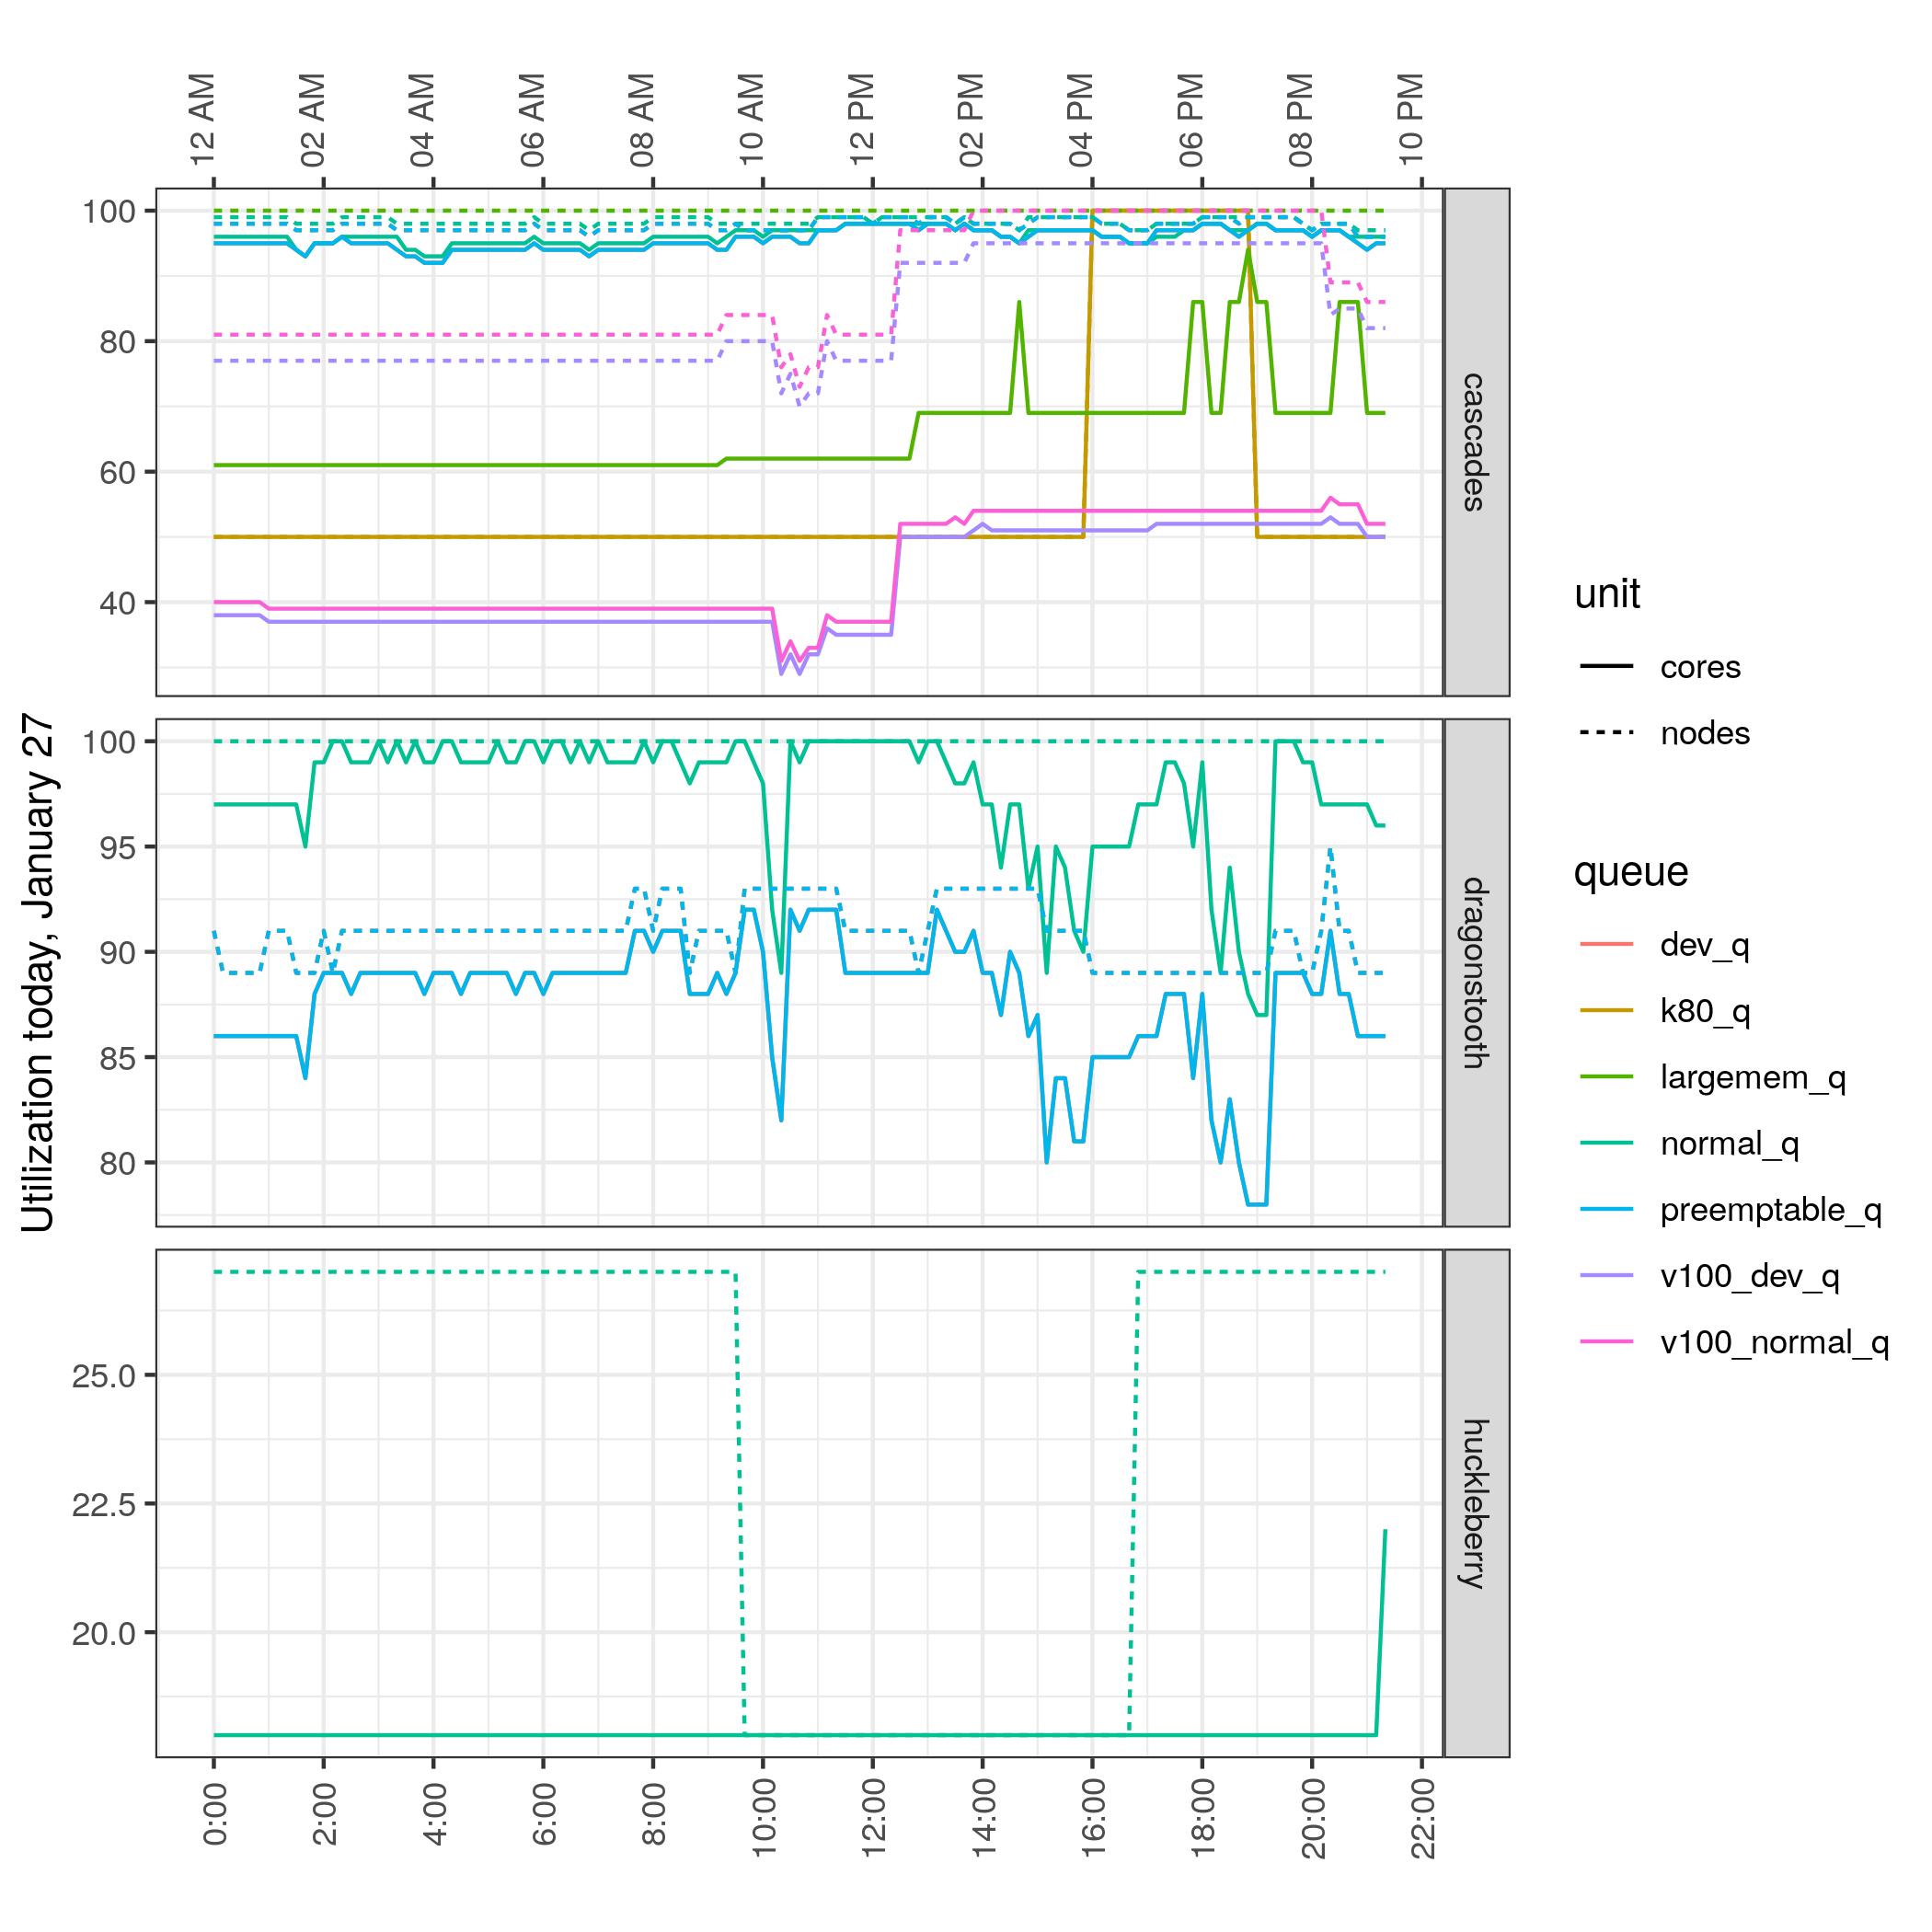 12 AM
02 AM
04 AM
06 AM
08 AM
10 AM
12 PM
02 PM
04 PM
06 PM
08 PM
10 PM
Utilization today, January 27
100
80
60
40
cascades
100
95
90
85
80
dragonstooth
25.0
22.5
20.0
huckleberry
0:00
2:00
4:00
6:00
8:00
10:00
12:00
14:00
16:00
18:00
20:00
22:00
unit
cores
nodes
queue
dev_q
k80_q
largemem_q
normal_q
preemptable_q
v100_dev_q
v100_normal_q